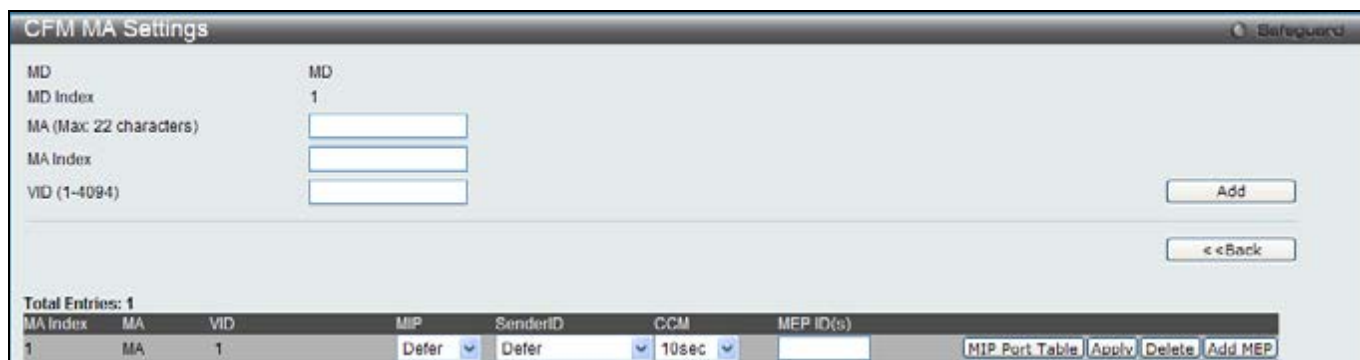 CFM MA Settings
Safeguard
MD MD
MD Index 1
MA (Max: 22 characters)
MA Index
VID (1-4094)
Add
<<Back
Total Entries: 1
MA Index MA VID MIP SenderID CCM MEP ID(s)
1 MA 1 Defer Defer 10sec MIP Port Table Apply Delete Add MEP